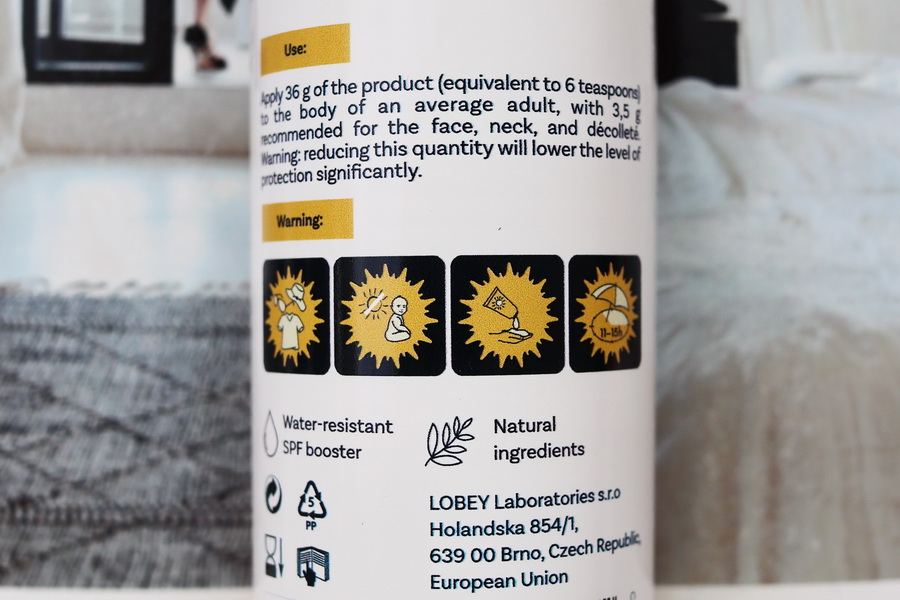 Use:
Apply 36 g of the product (equivalent to 6 teaspoons)
to the body of an average adult, with 3,5 g
recommended for the face, neck, and décolleté.
Warning: reducing this quantity will lower the level of
protection significantly.
Warning:
11-15h
Water-resistant
SPF booster
Natural
ingredients
5
PP
LOBEY Laboratories s.r.o
Holandska 854/1,
639 00 Brno, Czech Republic,
European Union